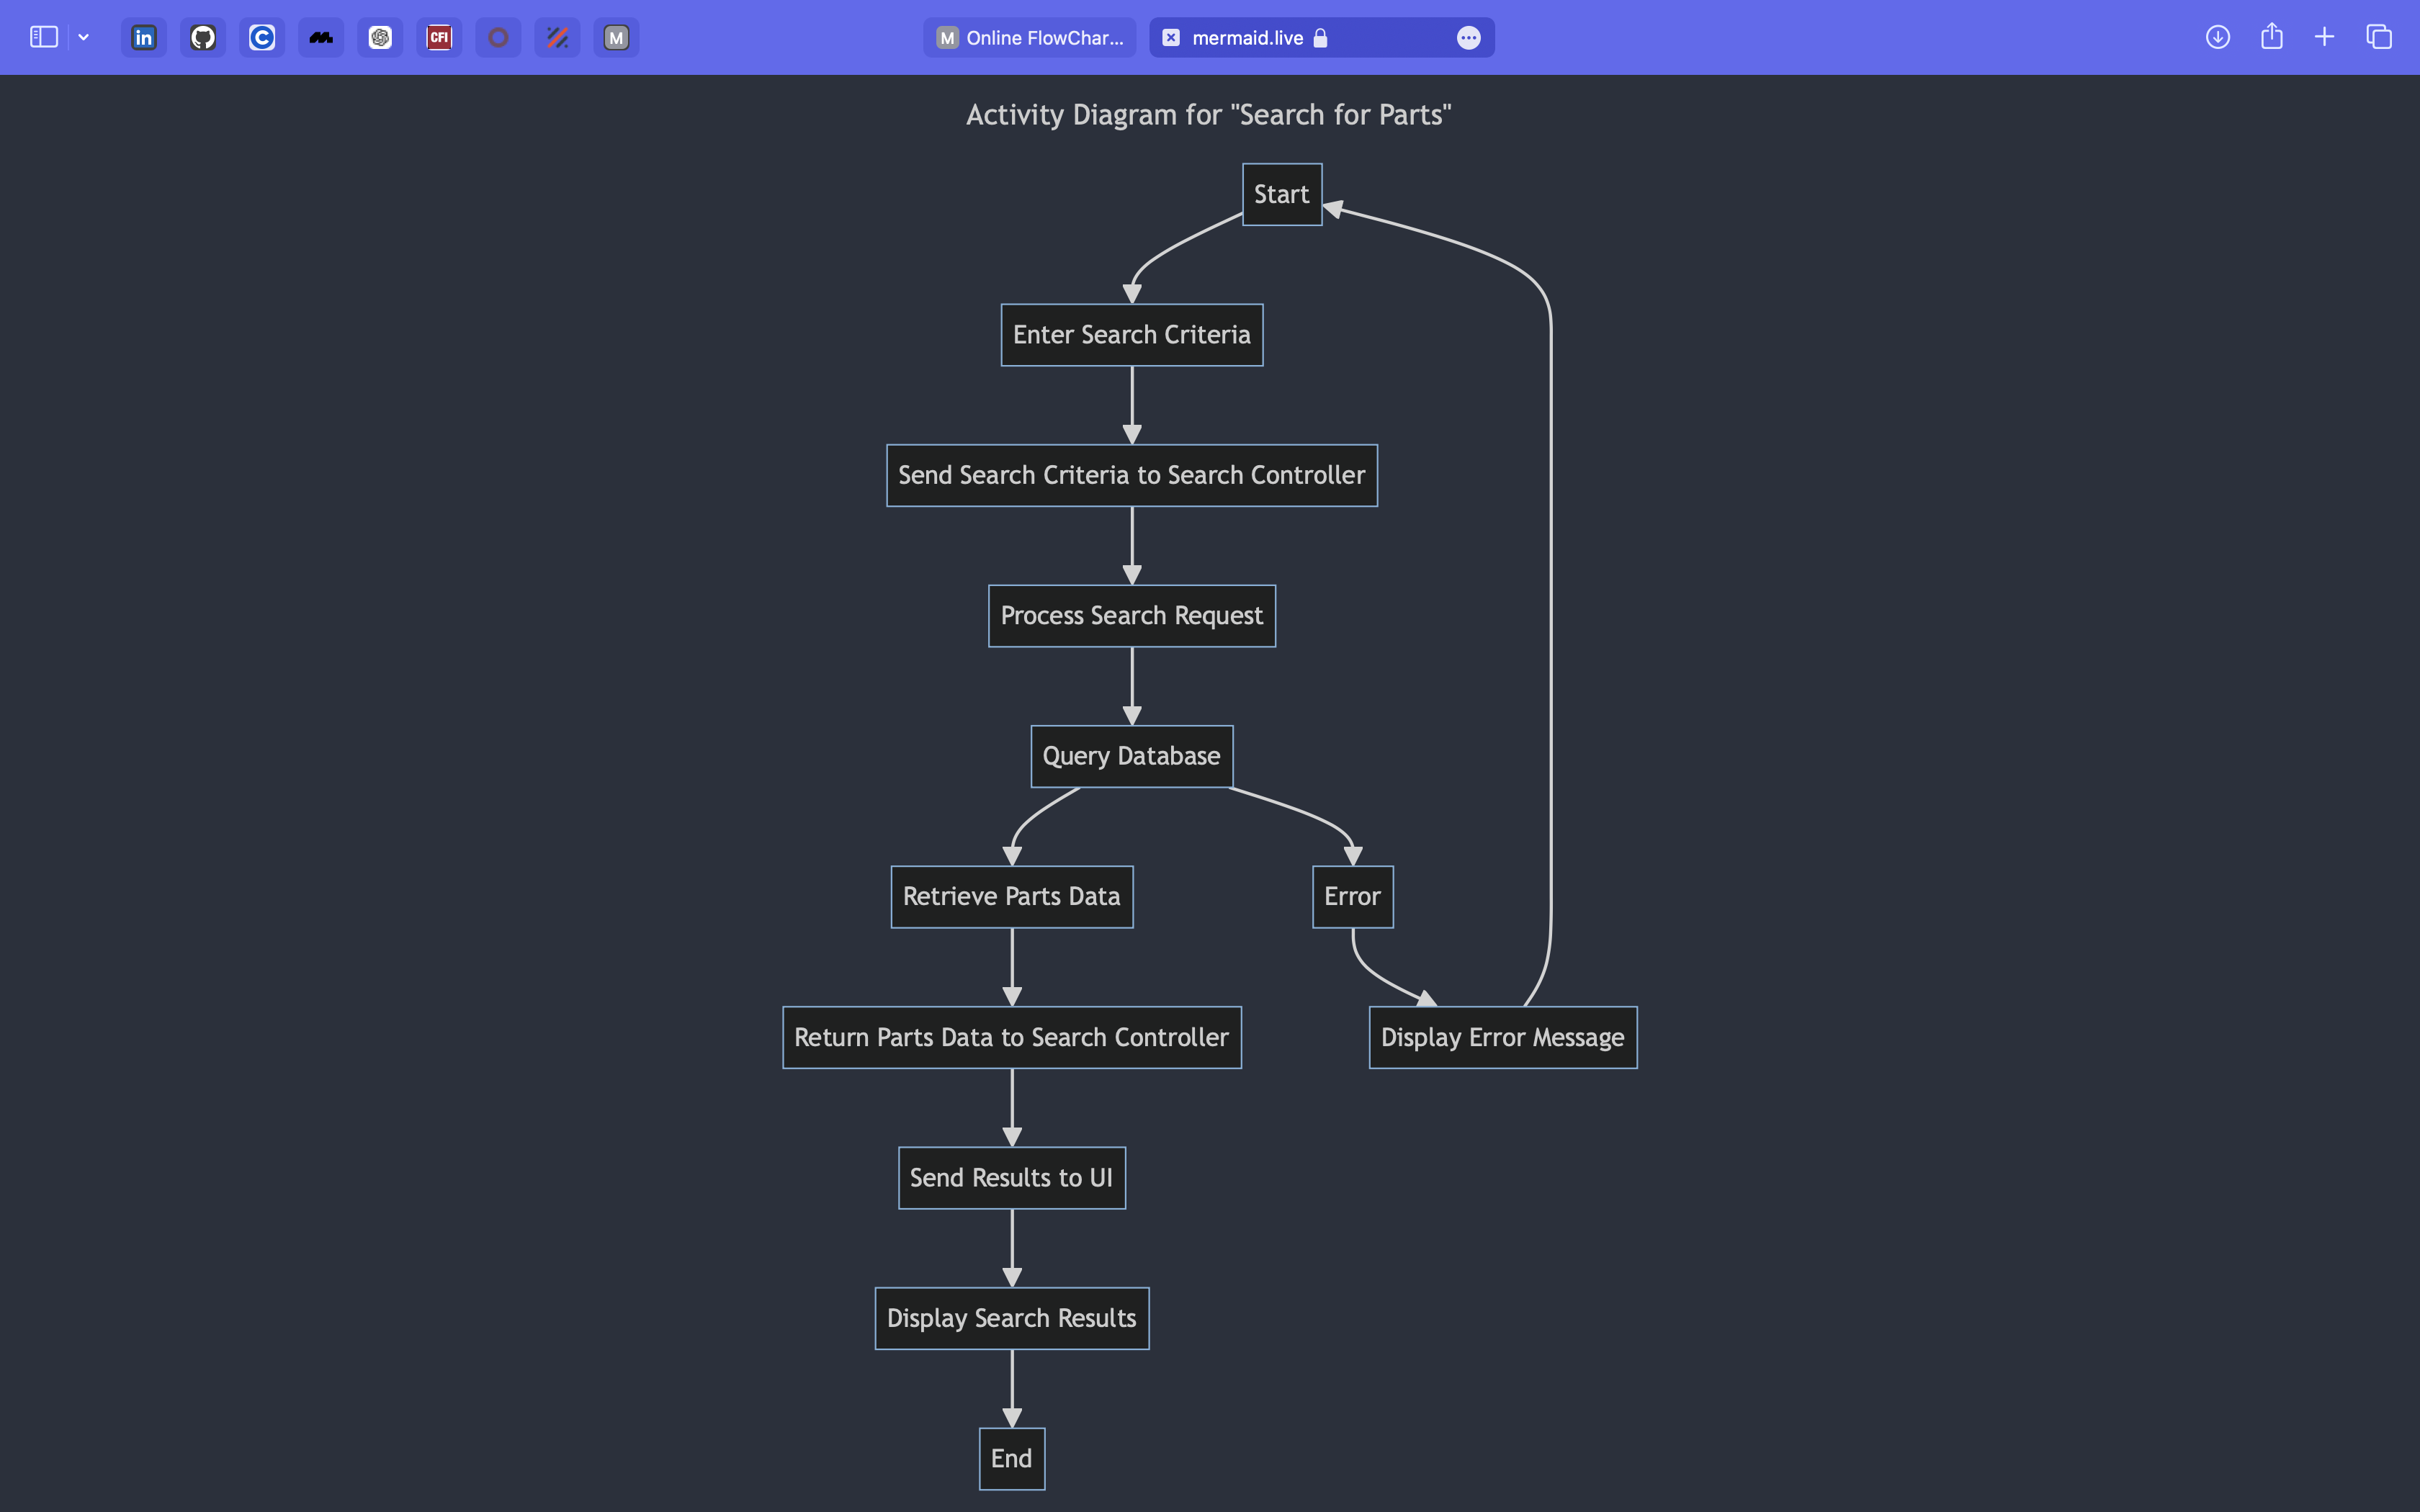 in
C
CFI
M
M Online FlowChar...
mermaid.live
Activity Diagram for "Search for Parts"
Start
Enter Search Criteria
Send Search Criteria to Search Controller
Process Search Request
Query Database
Retrieve Parts Data
Error
Return Parts Data to Search Controller
Display Error Message
Send Results to UI
Display Search Results
End